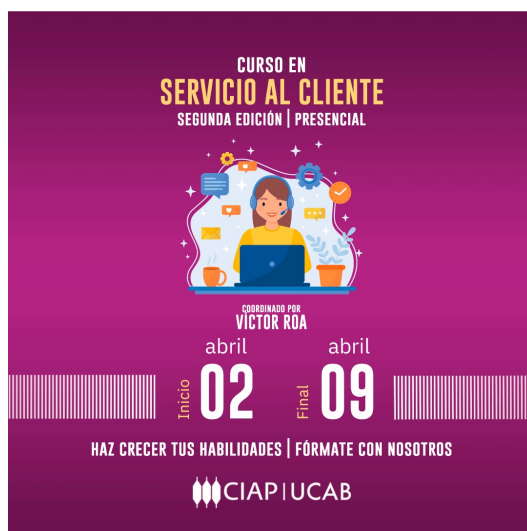 CURSO EN
SERVICIO AL CLIENTE
SEGUNDA EDICIÓN | PRESENCIAL
COORDINADO POR
VÍCTOR ROA
Inicio abril 02
Final abril 09
HAZ CRECER TUS HABILIDADES | FÓRMATE CON NOSOTROS
CIAP | UCAB